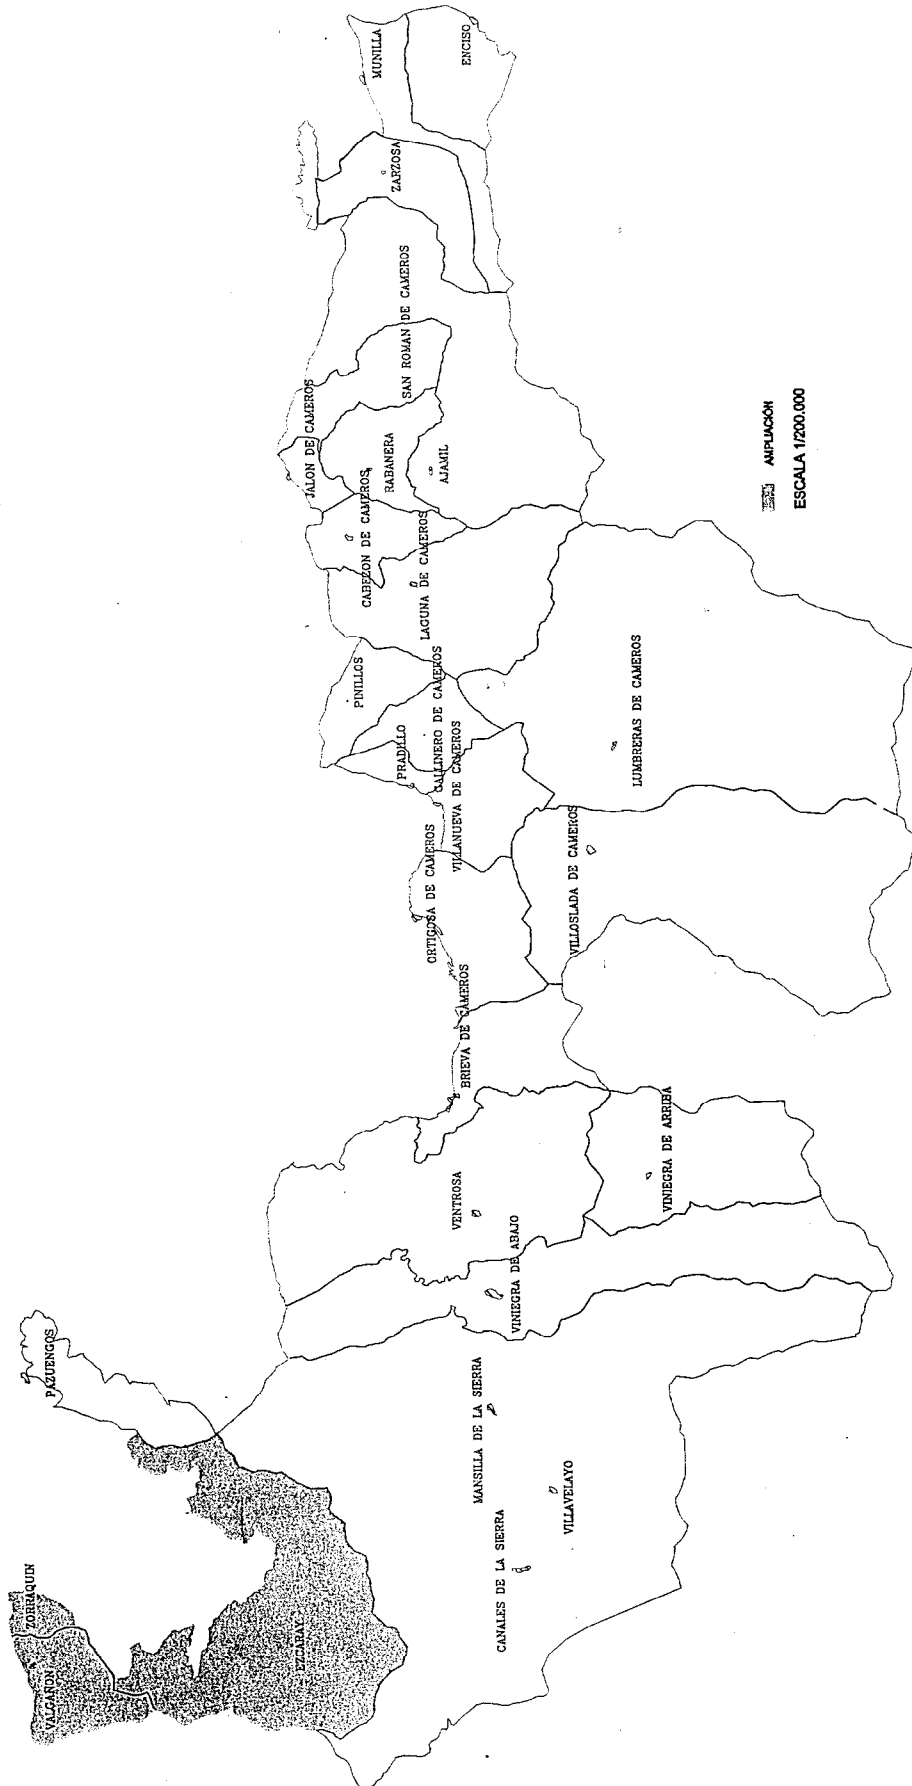 VALGAÑON
ZORRAQUIN
EZCARAY
PAZUENGOS
CANALES DE LA SIERRA
MANSILLA DE LA SIERRA
VILLAVELAYO
VINIEGRA DE ABAJO
VENTROSA
VINIEGRA DE ARRIBA
BRIEVA DE CAMEROS
ORTIGOSA DE CAMEROS
VILLANUEVA DE CAMEROS
VILLOSLADA DE CAMEROS
PRADILLO
GALLINERO DE CAMEROS
PINILLOS
LUMBRERAS DE CAMEROS
LAGUNA DE CAMEROS
CABEZON DE CAMEROS
JALON DE CAMEROS
RABANERA
AJAMIL
SAN ROMAN DE CAMEROS
ZARZOSA
MUNILLA
ENCISO
AMPLIACIÓN
ESCALA 1/200.000